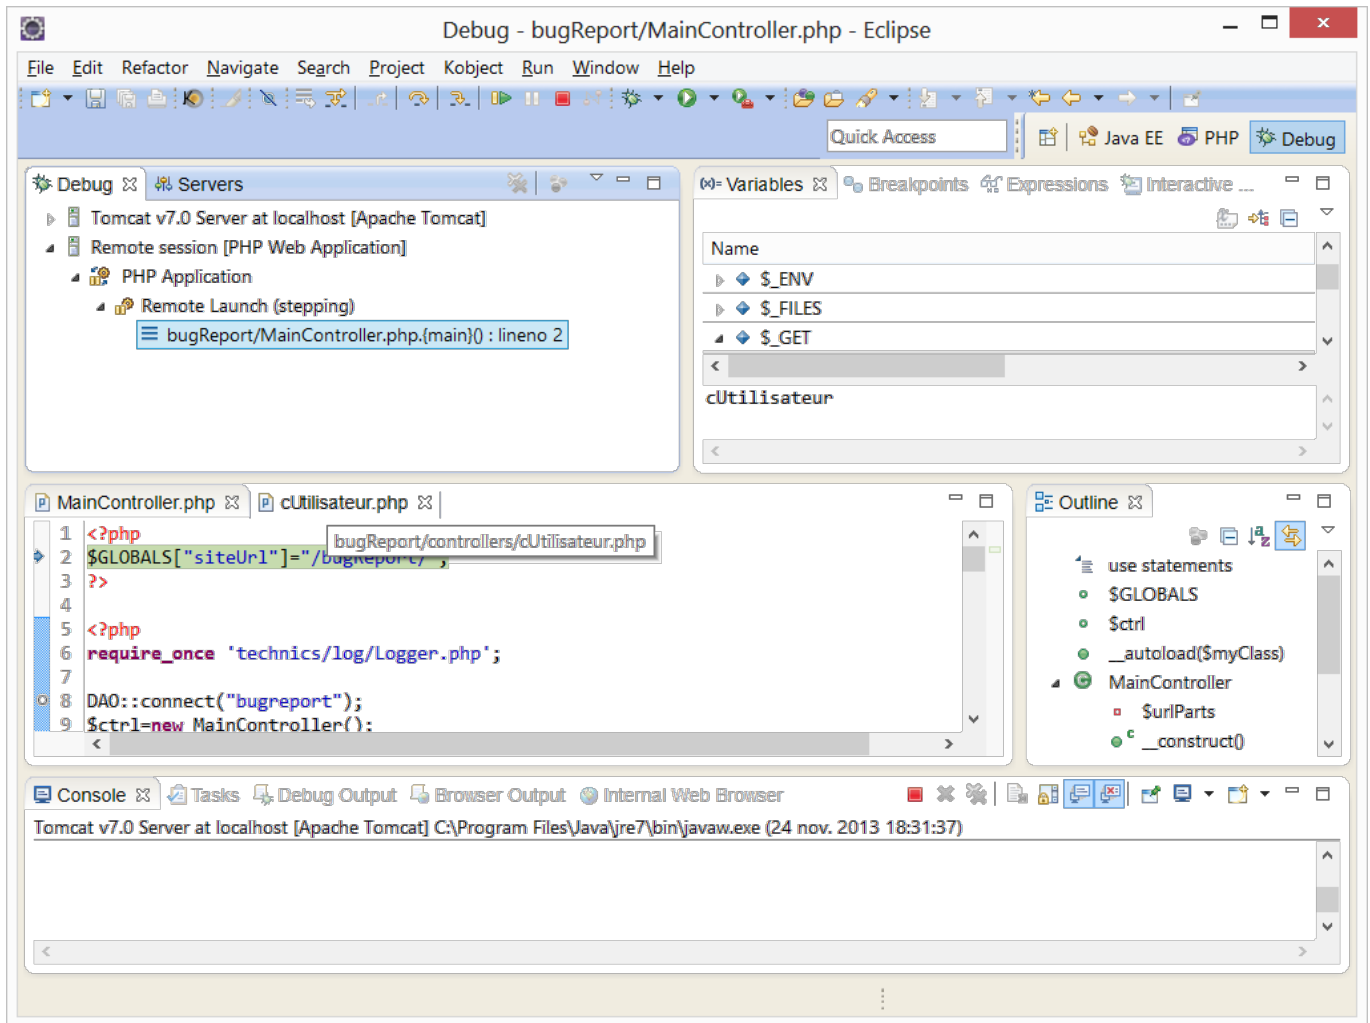 Debug - bugReport/MainController.php - Eclipse
File Edit Refactor Navigate Search Project Kobject Run Window Help
Quick Access
Java EE PHP Debug
Debug Servers
Tomcat v7.0 Server at localhost [Apache Tomcat]
Remote session [PHP Web Application]
PHP Application
Remote Launch (stepping)
bugReport/MainController.php.{main}() : lineno 2
(x)= Variables Breakpoints Expressions Interactive ...
Name
$_ENV
$_FILES
$_GET
cUtilisateur
MainController.php cUtilisateur.php
1 <?php
bugReport/controllers/cUtilisateur.php
2 $GLOBALS["siteUrl"]="/bugReport/";
3 ?>
4
5 <?php
6 require_once 'technics/log/Logger.php';
7
8 DAO::connect("bugreport");
9 $ctrl=new MainController();
Outline
use statements
$GLOBALS
$ctrl
__autoload($myClass)
MainController
$urlParts
__construct()
Console Tasks Debug Output Browser Output Internal Web Browser
Tomcat v7.0 Server at localhost [Apache Tomcat] C:\Program Files\Java\jre7\bin\javaw.exe (24 nov. 2013 18:31:37)